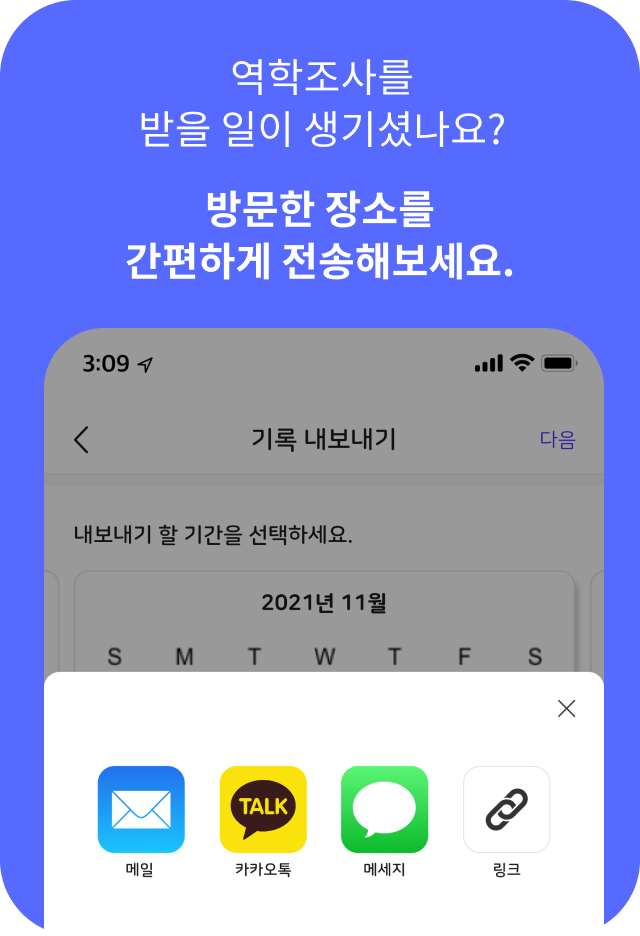 역학조사를
받을 일이 생기셨나요?
방문한 장소를
간편하게 전송해보세요.
3:09
기록 내보내기 다음
내보내기 할 기간을 선택하세요.
2021년 11월
S M T W T F S
TALK
메일 카카오톡 메세지 링크